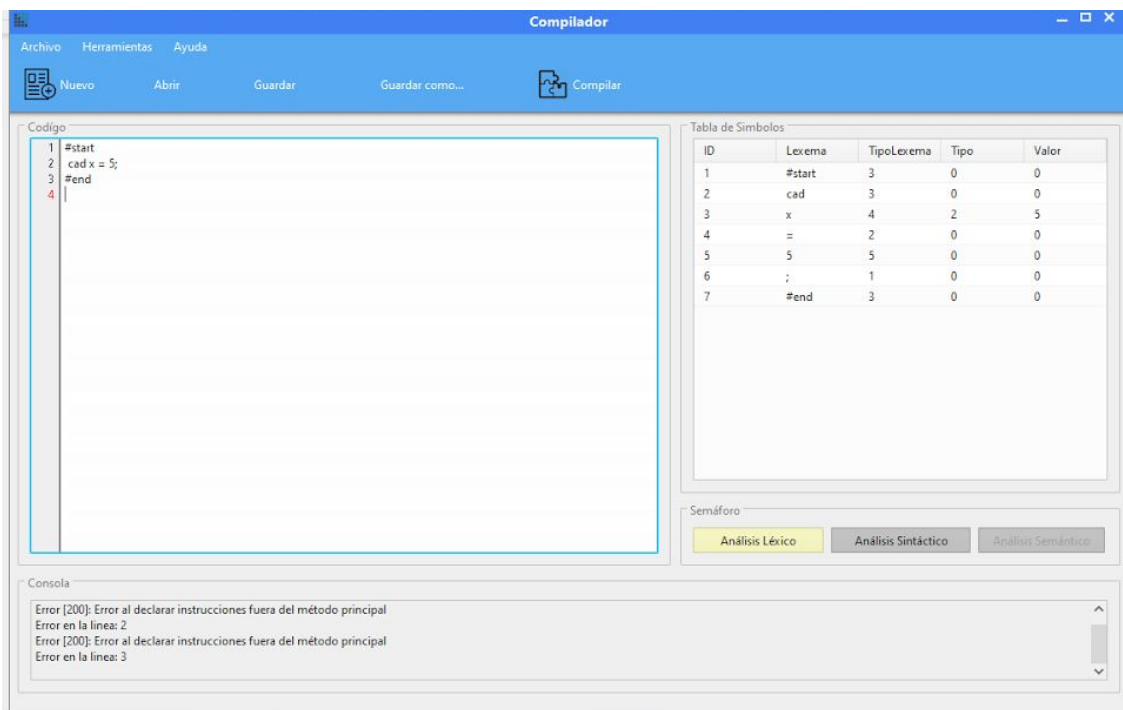 Compilador
Archivo Herramientas Ayuda
Nuevo Abrir Guardar Guardar como... Compilar
Codígo
1 #start
2 cad x = 5;
3 #end
4
Tabla de Simbolos
ID Lexema TipoLexema Tipo Valor
1 #start 3 0 0
2 cad 3 0 0
3 x 4 2 5
4 = 2 0 0
5 5 5 0 0
6 ; 1 0 0
7 #end 3 0 0
Semáforo
Análisis Léxico Análisis Sintáctico Análisis Semántico
Consola
Error [200]: Error al declarar instrucciones fuera del método principal
Error en la linea: 2
Error [200]: Error al declarar instrucciones fuera del método principal
Error en la linea: 3